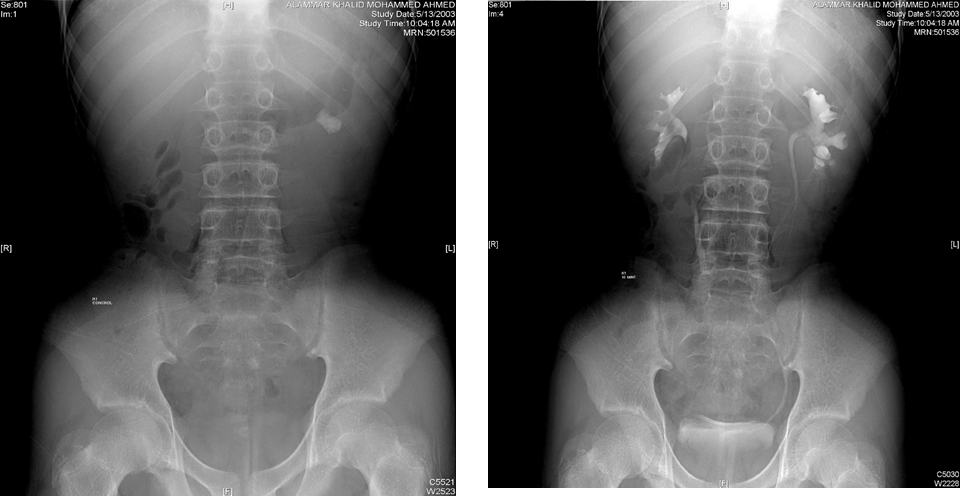 Se:801
Im:1
[H]
ALAMMAR KHALID MOHAMMED AHMED
Study Date:5/13/2003
Study Time:10:04:18 AM
MRN:501536
[R]
[L]
CONTROL
C5521
W2523
[F]
Se:801
Im:4
[H]
ALAMMAR KHALID MOHAMMED AHMED
Study Date:5/13/2003
Study Time:10:04:18 AM
MRN:501536
[R]
[L]
C5030
W2228
[F]